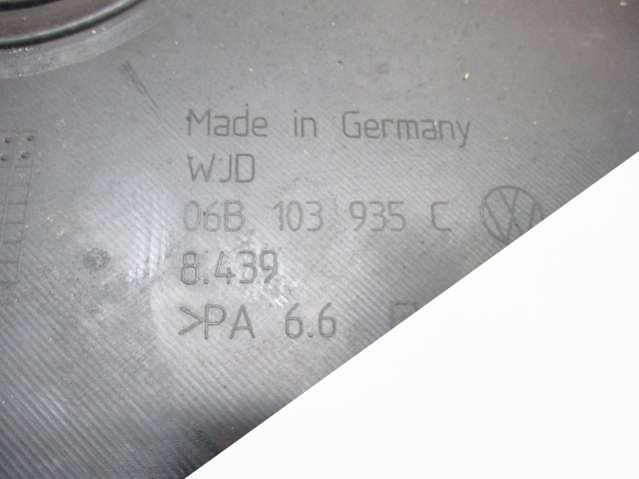 Made in Germany
WJD
06B 103 935 C
8.439
>PA 6.6